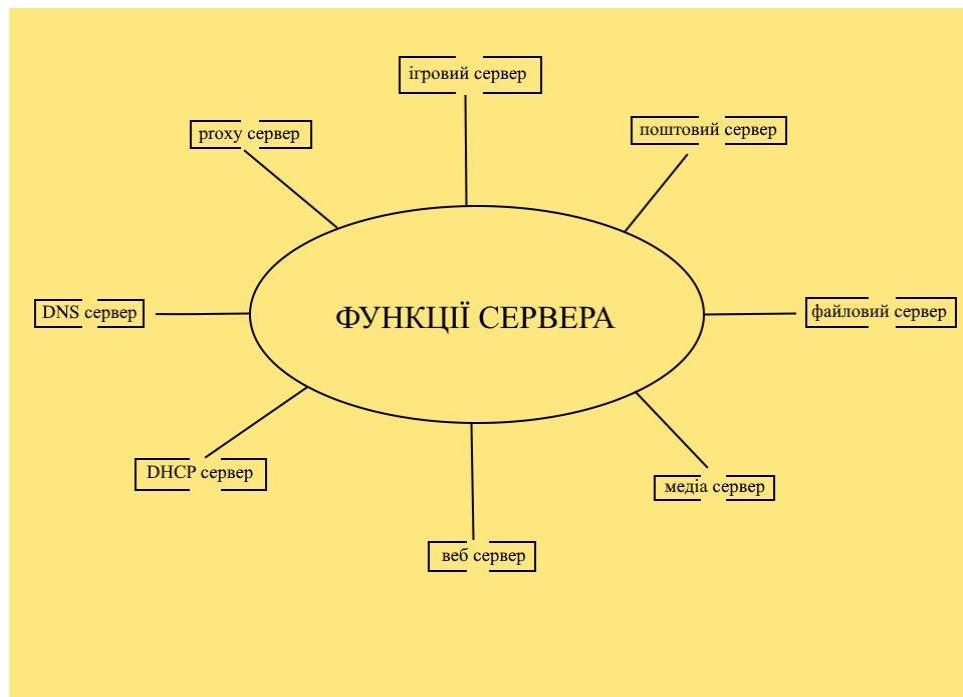 ігровий сервер
proxy сервер
поштовий сервер
DNS сервер
ФУНКЦІЇ СЕРВЕРА
файловий сервер
DHCP сервер
медіа сервер
веб сервер